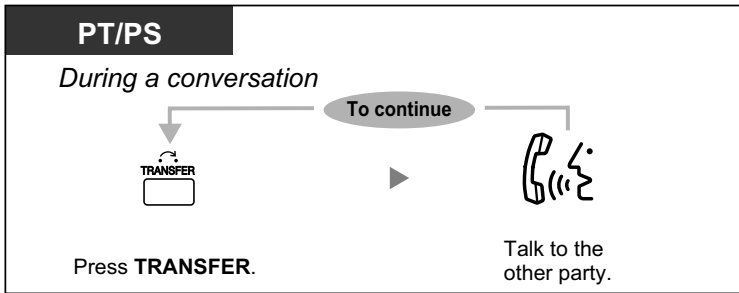 PT/PS
During a conversation
To continue
TRANSFER
Press TRANSFER.
Talk to the
other party.